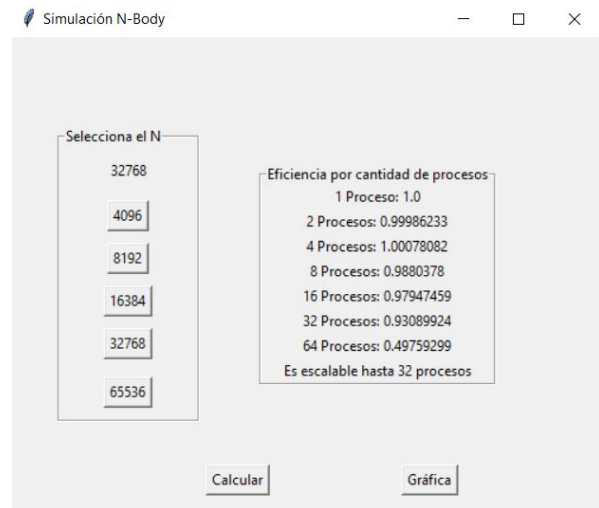 Simulación N-Body
Selecciona el N
32768
4096
8192
16384
32768
65536
Eficiencia por cantidad de procesos
1 Proceso: 1.0
2 Procesos: 0.99986233
4 Procesos: 1.00078082
8 Procesos: 0.9880378
16 Procesos: 0.97947459
32 Procesos: 0.93089924
64 Procesos: 0.49759299
Es escalable hasta 32 procesos
Calcular
Gráfica